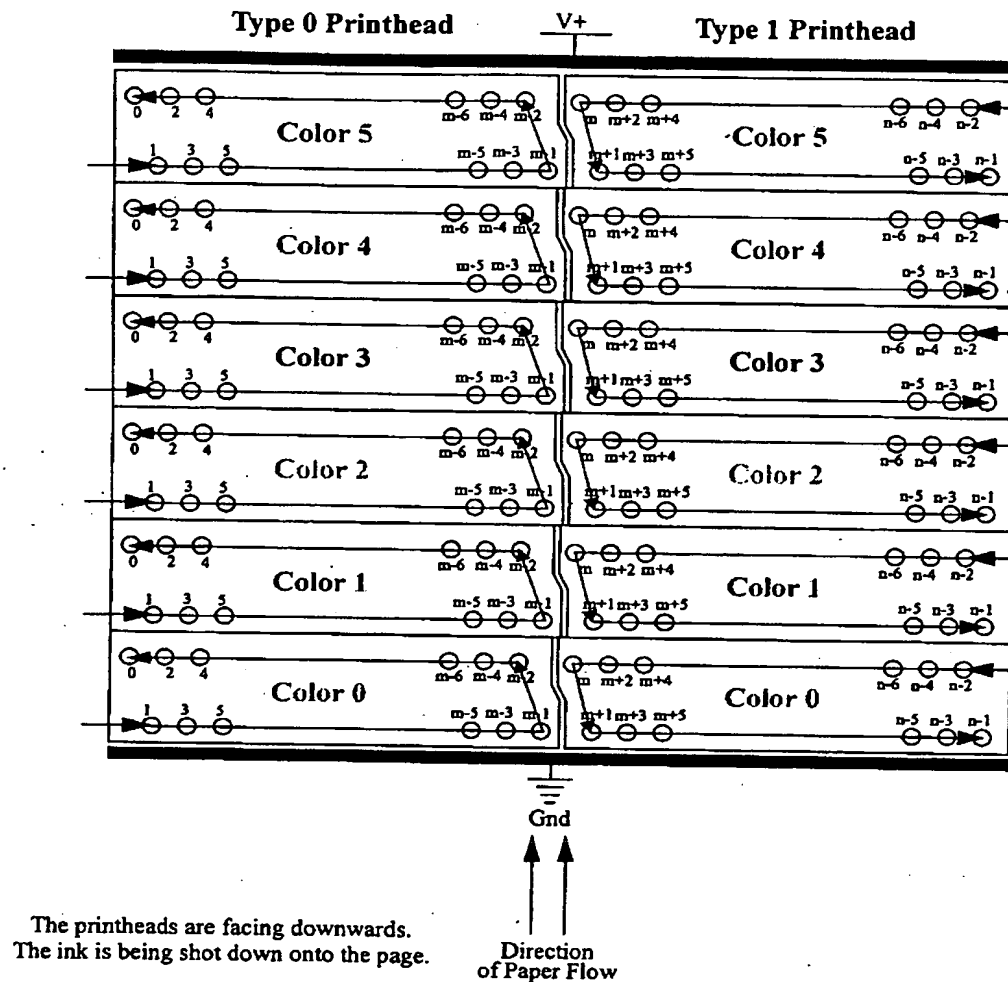 Type 0 Printhead V+ Type 1 Printhead
0 2 4 m-6 m-4 m-2 m m+2 m+4 n-6 n-4 n-2
Color 5 Color 5
1 3 5 m-5 m-3 m-1 m+1 m+3 m+5 n-5 n-3 n-1
0 2 4 m-6 m-4 m-2 m m+2 m+4 n-6 n-4 n-2
Color 4 Color 4
1 3 5 m-5 m-3 m-1 m+1 m+3 m+5 n-5 n-3 n-1
0 2 4 m-6 m-4 m-2 m m+2 m+4 n-6 n-4 n-2
Color 3 Color 3
1 3 5 m-5 m-3 m-1 m+1 m+3 m+5 n-5 n-3 n-1
0 2 4 m-6 m-4 m-2 m m+2 m+4 n-6 n-4 n-2
Color 2 Color 2
1 3 5 m-5 m-3 m-1 m+1 m+3 m+5 n-5 n-3 n-1
0 2 4 m-6 m-4 m-2 m m+2 m+4 n-6 n-4 n-2
Color 1 Color 1
1 3 5 m-5 m-3 m-1 m+1 m+3 m+5 n-5 n-3 n-1
0 2 4 m-6 m-4 m-2 m m+2 m+4 n-6 n-4 n-2
Color 0 Color 0
1 3 5 m-5 m-3 m-1 m+1 m+3 m+5 n-5 n-3 n-1
Gnd
The printheads are facing downwards.
The ink is being shot down onto the page.
Direction
of Paper Flow